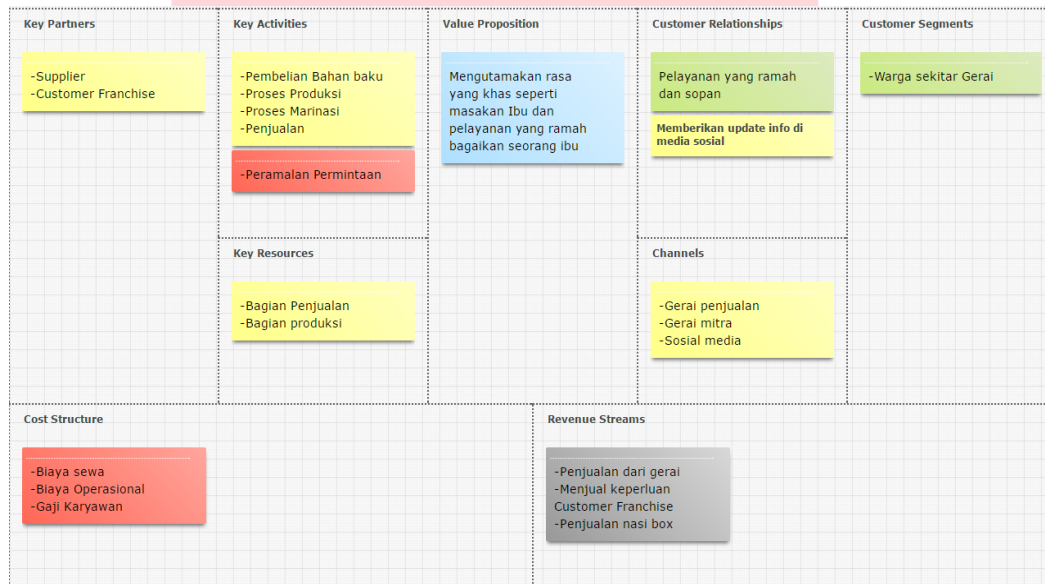 Key Partners
-Supplier
-Customer Franchise
Key Activities
-Pembelian Bahan baku
-Proses Produksi
-Proses Marinasi
-Penjualan
-Peramalan Permintaan
Key Resources
-Bagian Penjualan
-Bagian produksi
Value Proposition
Mengutamakan rasa
yang khas seperti
masakan Ibu dan
pelayanan yang ramah
bagaikan seorang ibu
Customer Relationships
Pelayanan yang ramah
dan sopan
Memberikan update info di
media sosial
Channels
-Gerai penjualan
-Gerai mitra
-Sosial media
Customer Segments
-Warga sekitar Gerai
Cost Structure
-Biaya sewa
-Biaya Operasional
-Gaji Karyawan
Revenue Streams
-Penjualan dari gerai
-Menjual keperluan
Customer Franchise
-Penjualan nasi box